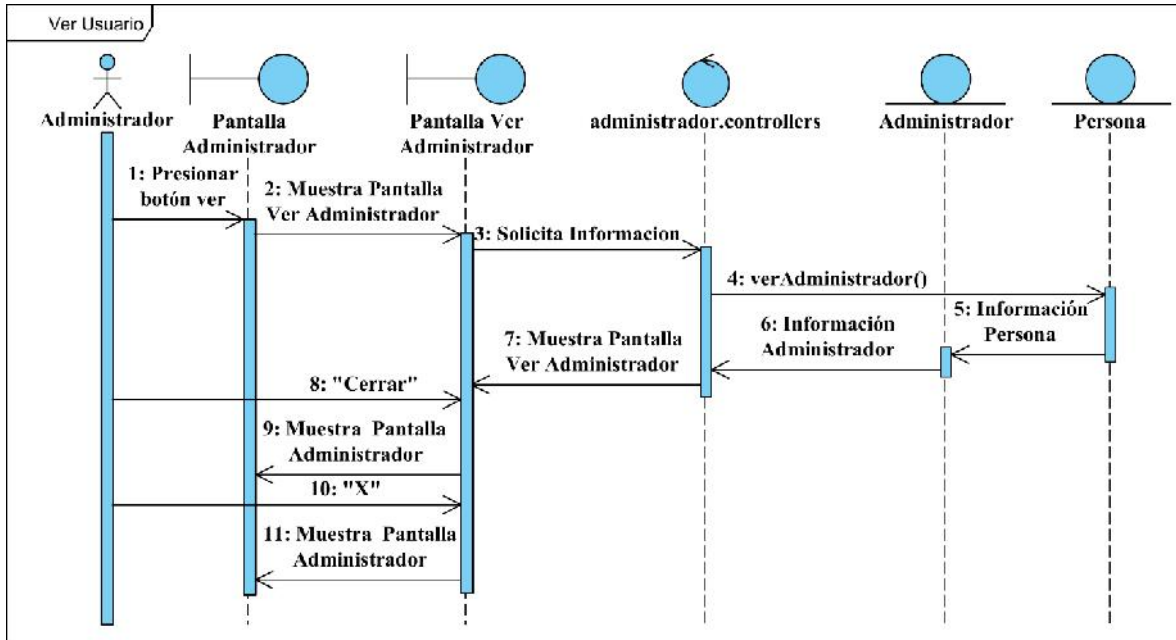 Ver Usuario
Administrador
Pantalla
Administrador
Pantalla Ver
Administrador
administrador.controllers
Administrador
Persona
1: Presionar
botón ver
2: Muestra Pantalla
Ver Administrador
3: Solicita Informacion
4: verAdministrador()
5: Información
Persona
6: Información
Administrador
7: Muestra Pantalla
Ver Administrador
8: "Cerrar"
9: Muestra Pantalla
Administrador
10: "X"
11: Muestra Pantalla
Administrador